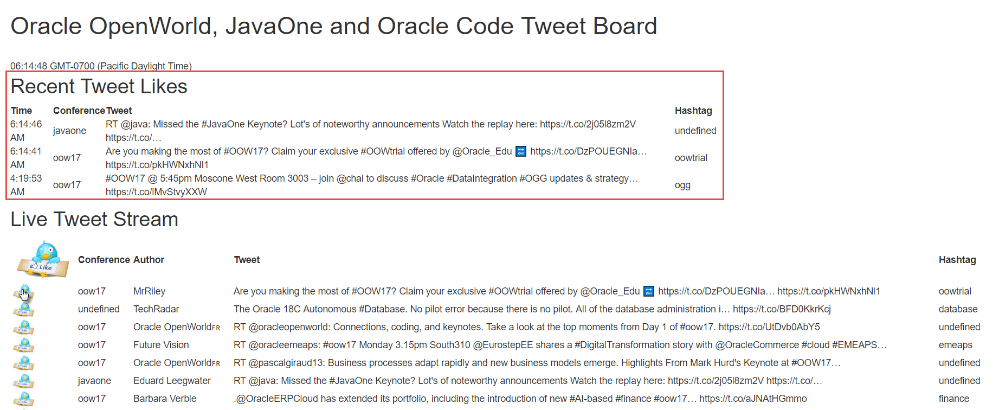 Oracle OpenWorld, JavaOne and Oracle Code Tweet Board
06:14:48 GMT-0700 (Pacific Daylight Time)
Recent Tweet Likes
Time Conference Tweet Hashtag
6:14:46 AM javaone RT @java: Missed the #JavaOne Keynote? Lot's of noteworthy announcements Watch the replay here: https://t.co/2j05l8zm2V https://t.co/… undefined
6:14:41 AM oow17 Are you making the most of #OOW17? Claim your exclusive #OOWtrial offered by @Oracle_Edu ON! https://t.co/DzPOUEGNIa… https://t.co/pkHWNxhNl1 oowtrial
4:19:53 AM oow17 #OOW17 @ 5:45pm Moscone West Room 3003 – join @chai to discuss #Oracle #DataIntegration #OGG updates & strategy… https://t.co/lMvStvyXXW ogg
Live Tweet Stream
Like
Conference Author Tweet Hashtag
oow17 MrRiley Are you making the most of #OOW17? Claim your exclusive #OOWtrial offered by @Oracle_Edu ON! https://t.co/DzPOUEGNIa… https://t.co/pkHWNxhNl1 oowtrial
Like undefined TechRadar The Oracle 18C Autonomous #Database. No pilot error because there is no pilot. All of the database administration i… https://t.co/BFD0KkrKcj database
Like oow17 Oracle OpenWorldFR RT @oracleopenworld: Connections, coding, and keynotes. Take a look at the top moments from Day 1 of #oow17. https://t.co/UtDvb0AbY5 undefined
Like oow17 Future Vision RT @oracleemeaps: #oow17 Monday 3.15pm South310 @EurostepEE shares a #DigitalTransformation story with @OracleCommerce #cloud #EMEAPS… emeaps
Like oow17 Oracle OpenWorldFR RT @pascalgiraud13: Business processes adapt rapidly and new business models emerge. Highlights From Mark Hurd's Keynote at #OOW17… undefined
Like javaone Eduard Leegwater RT @java: Missed the #JavaOne Keynote? Lot's of noteworthy announcements Watch the replay here: https://t.co/2j05l8zm2V https://t.co/… undefined
Like oow17 Barbara Verble .@OracleERPCloud has extended its portfolio, including the introduction of new #AI-based #finance #oow17… https://t.co/aJNAtHGmmo finance